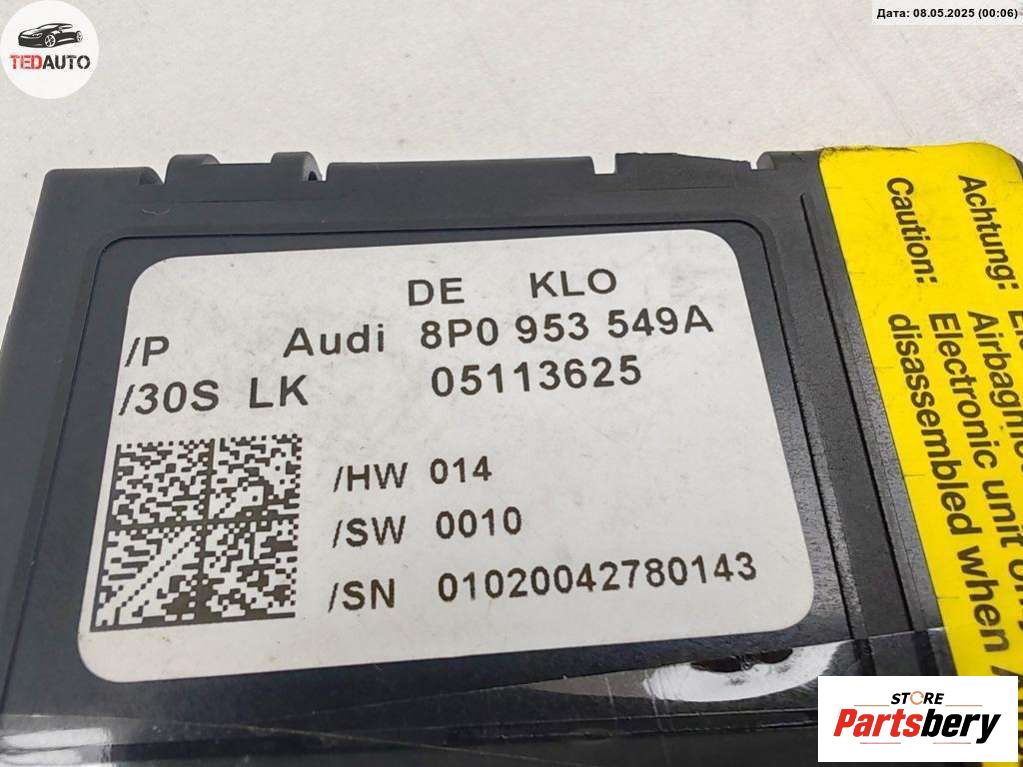 Дата: 08.05.2025 (00:06)
TEDAUTO
DE KLO
/P Audi 8P0 953 549A
/30S LK 05113625
/HW 014
/SW 0010
/SN 01020042780143
Achtung:
Caution:
Airbag
Electronic unit
disassembled when
STORE
Partsbery